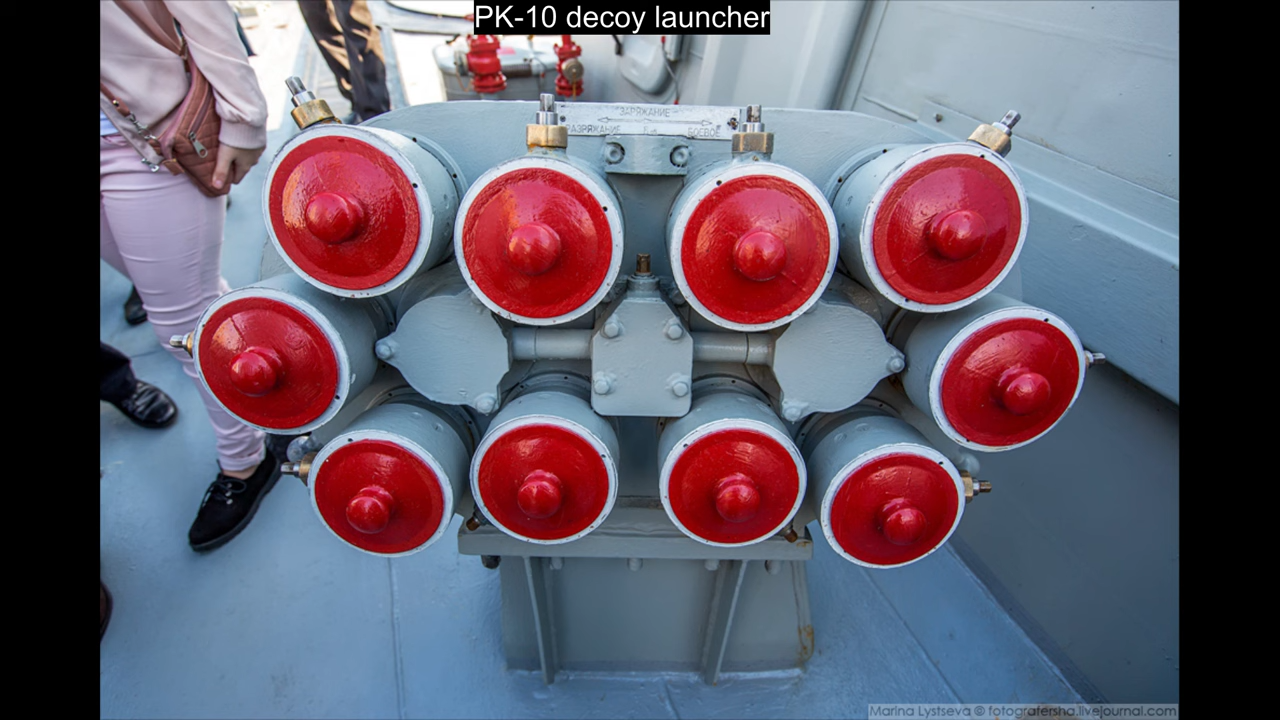 PK-10 decoy launcher
ЗАРЯЖАНИЕ
РАЗРЯЖАНИЕ
БОЕВОЕ
Marina Lystseva © fotografersha.livejournal.com